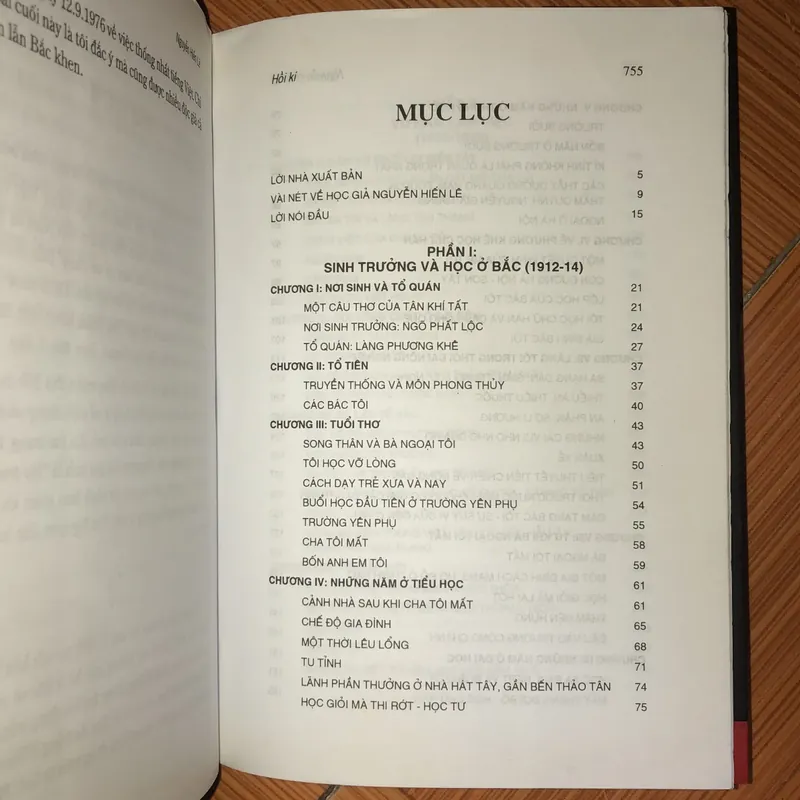 Nguyễn Hiến Lê
12.9.1976 về việc thống nhất tiếng Việt. Chỉ
cuối này là tôi đắc ý mà cũng được nhiều độc giả cả
lẫn Bắc khen.
Hồi kí
755
MỤC LỤC
LỜI NHÀ XUẤT BẢN 5
VÀI NÉT VỀ HỌC GIẢ NGUYỄN HIẾN LÊ 9
LỜI NÓI ĐẦU 15
PHẦN I:
SINH TRƯỞNG VÀ HỌC Ở BẮC (1912-14)
CHƯƠNG I: NƠI SINH VÀ TỔ QUÁN 21
MỘT CÂU THƠ CỦA TÂN KHÍ TẤT 21
NƠI SINH TRƯỞNG: NGÕ PHẤT LỘC 24
TỔ QUÁN: LÀNG PHƯƠNG KHÊ 27
CHƯƠNG II: TỔ TIÊN 37
TRUYỀN THỐNG VÀ MÔN PHONG THỦY 37
CÁC BÁC TÔI 40
CHƯƠNG III: TUỔI THƠ 43
SONG THÂN VÀ BÀ NGOẠI TÔI 43
TÔI HỌC VỠ LÒNG 50
CÁCH DẠY TRẺ XƯA VÀ NAY 51
BUỔI HỌC ĐẦU TIÊN Ở TRƯỜNG YÊN PHỤ 54
TRƯỜNG YÊN PHỤ 55
CHA TÔI MẤT 58
BỐN ANH EM TÔI 59
CHƯƠNG IV: NHỮNG NĂM Ở TIỂU HỌC 61
CẢNH NHÀ SAU KHI CHA TÔI MẤT 61
CHẾ ĐỘ GIA ĐÌNH 65
MỘT THỜI LÊU LỔNG 68
TU TỈNH 71
LÃNH PHẦN THƯỞNG Ở NHÀ HÁT TÂY, GẦN BẾN THẢO TÂN 74
HỌC GIỎI MÀ THI RỚT - HỌC TƯ 75